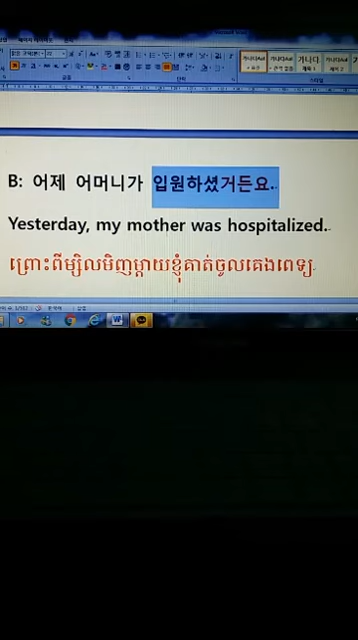 B: 어제 어머니가 입원하셨거든요.
Yesterday, my mother was hospitalized.
ព្រោះពីម្សិលមិញម្តាយខ្ញុំគាត់ចូលគេងពេទ្យ